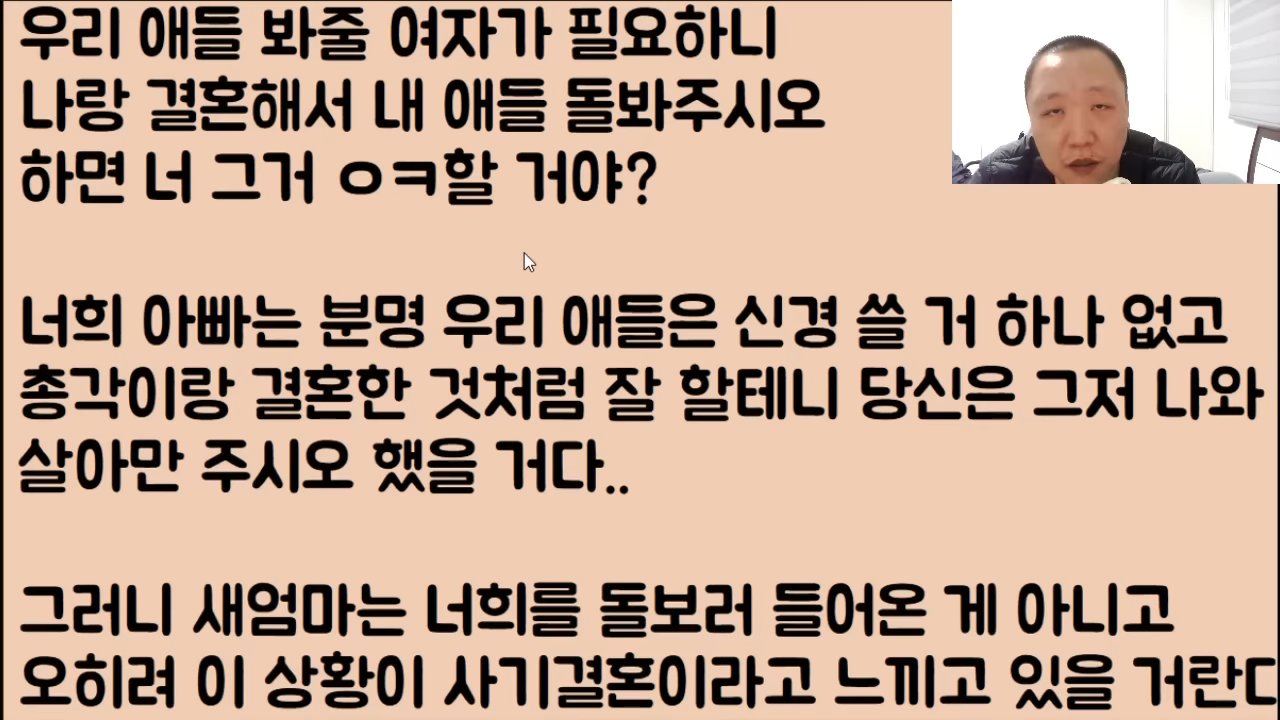 우리 애들 봐줄 여자가 필요하니
나랑 결혼해서 내 애들 돌봐주시오
하면 너 그거 ㅇㅋ할 거야?
너희 아빠는 분명 우리 애들은 신경 쓸 거 하나 없고
총각이랑 결혼한 것처럼 잘 할테니 당신은 그저 나와
살아만 주시오 했을 거다..
그러니 새엄마는 너희를 돌보러 들어온 게 아니고
오히려 이 상황이 사기결혼이라고 느끼고 있을 거란다